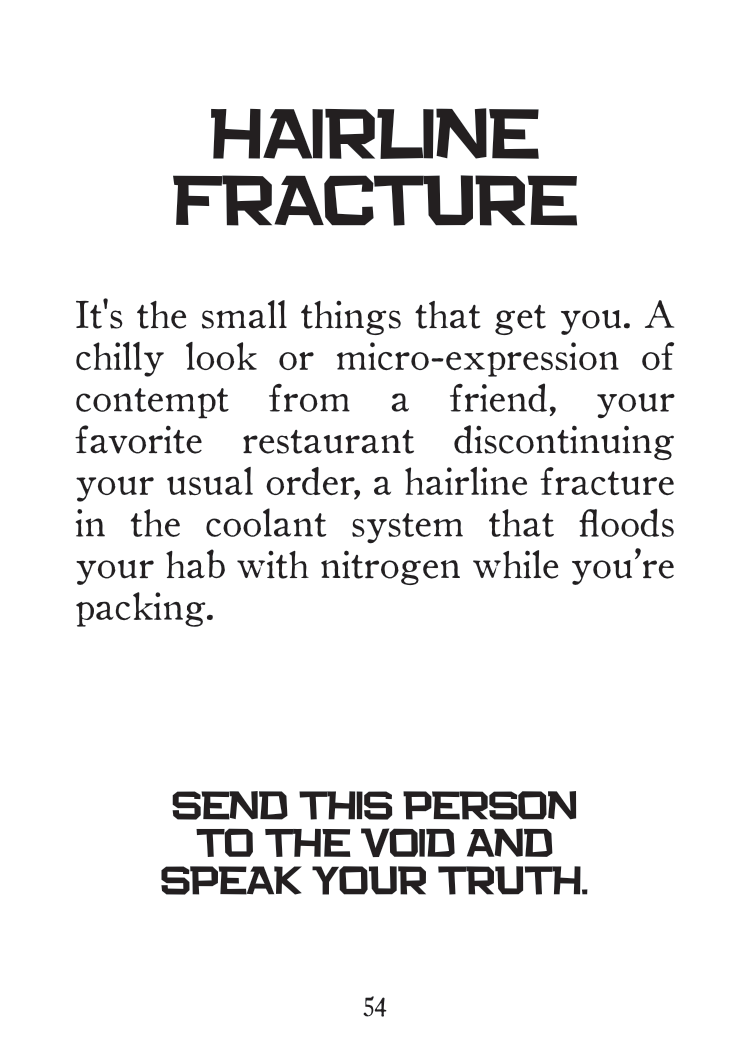 HAIRLINE
FRACTURE
It's the small things that get you. A
chilly look or micro-expression of
contempt from a friend, your
favorite restaurant discontinuing
your usual order, a hairline fracture
in the coolant system that floods
your hab with nitrogen while you’re
packing.
SEND THIS PERSON
TO THE VOID AND
SPEAK YOUR TRUTH.
54